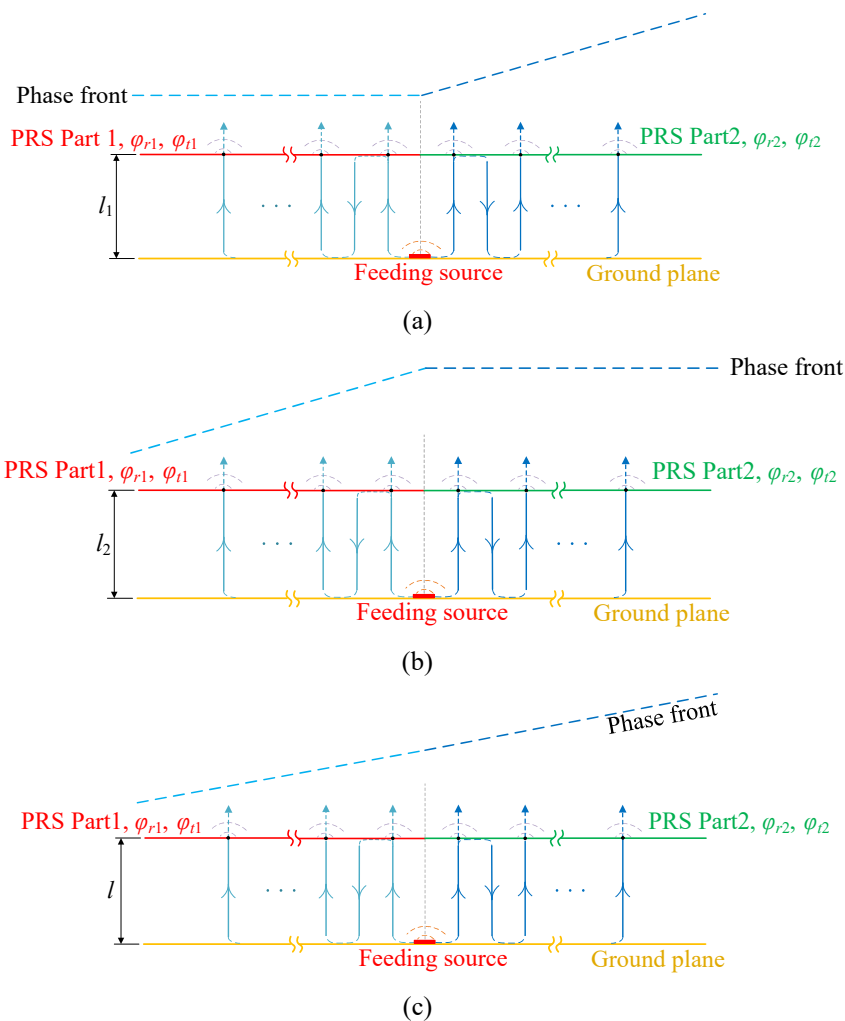 Phase front
PRS Part 1, φr1, φt1
PRS Part2, φr2, φt2
l1
. . .
. . .
Feeding source
Ground plane
(a)
Phase front
PRS Part1, φr1, φt1
PRS Part2, φr2, φt2
l2
. . .
. . .
Feeding source
Ground plane
(b)
Phase front
PRS Part1, φr1, φt1
PRS Part2, φr2, φt2
l
. . .
. . .
Feeding source
Ground plane
(c)